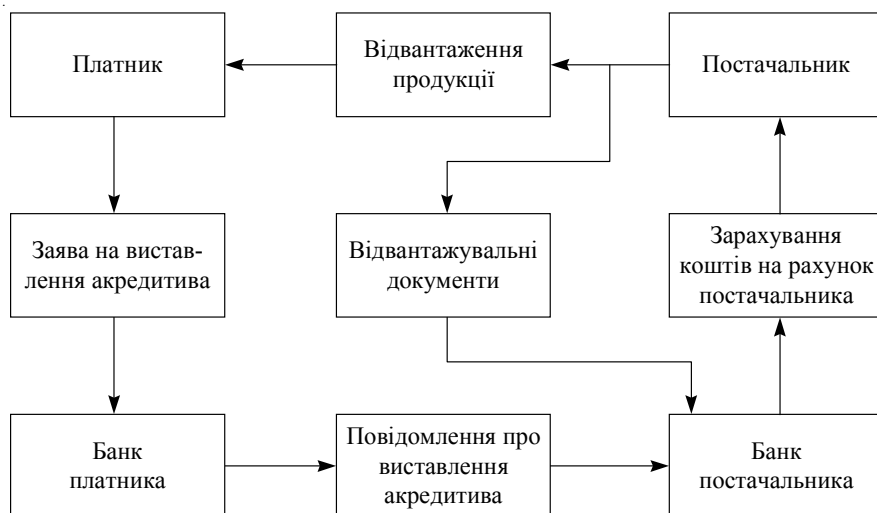 Платник
Відвантаження
продукції
Постачальник
Заява на вистав-
лення акредитива
Відвантажувальні
документи
Зарахування
коштів на рахунок
постачальника
Банк
платника
Повідомлення про
виставлення
акредитива
Банк
постачальника